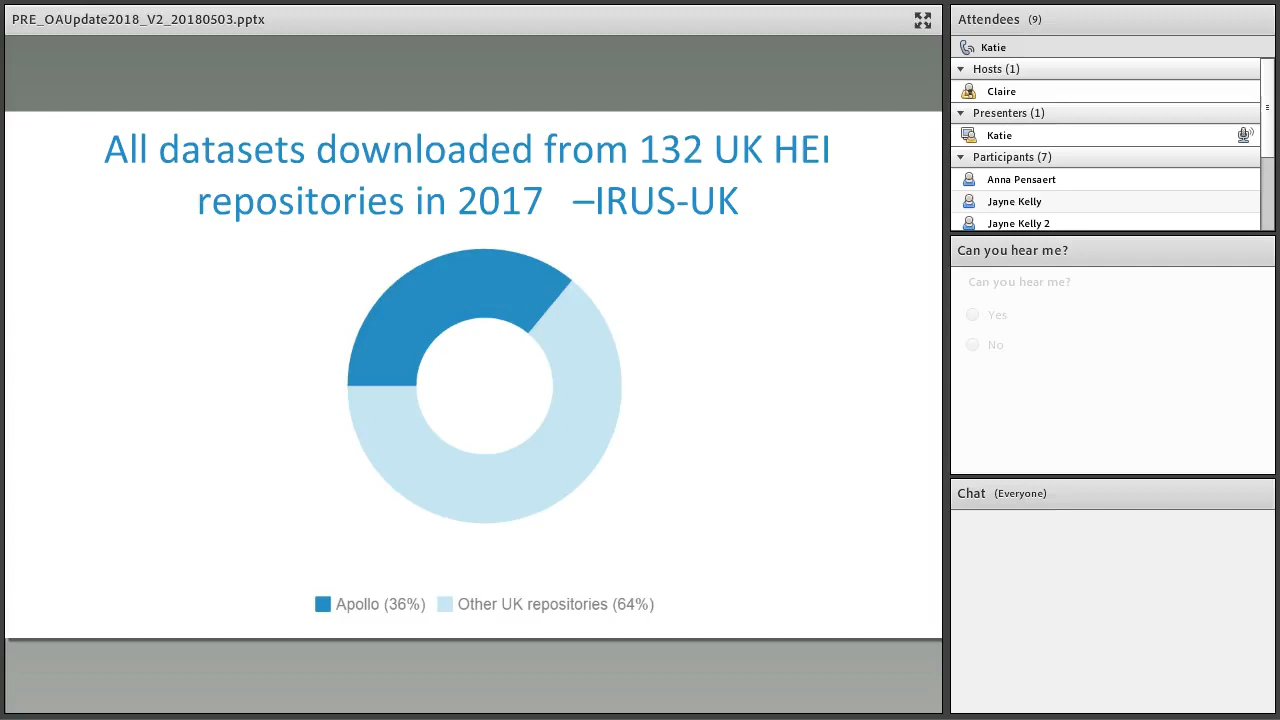 PRE_OAUpdate2018_V2_20180503.pptx
All datasets downloaded from 132 UK HEI
repositories in 2017 –IRUS-UK
Apollo (36%) Other UK repositories (64%)
Attendees (9)
Katie
Hosts (1)
Claire
Presenters (1)
Katie
Participants (7)
Anna Pensaert
Jayne Kelly
Jayne Kelly 2
Can you hear me?
Can you hear me?
Yes
No
Chat (Everyone)